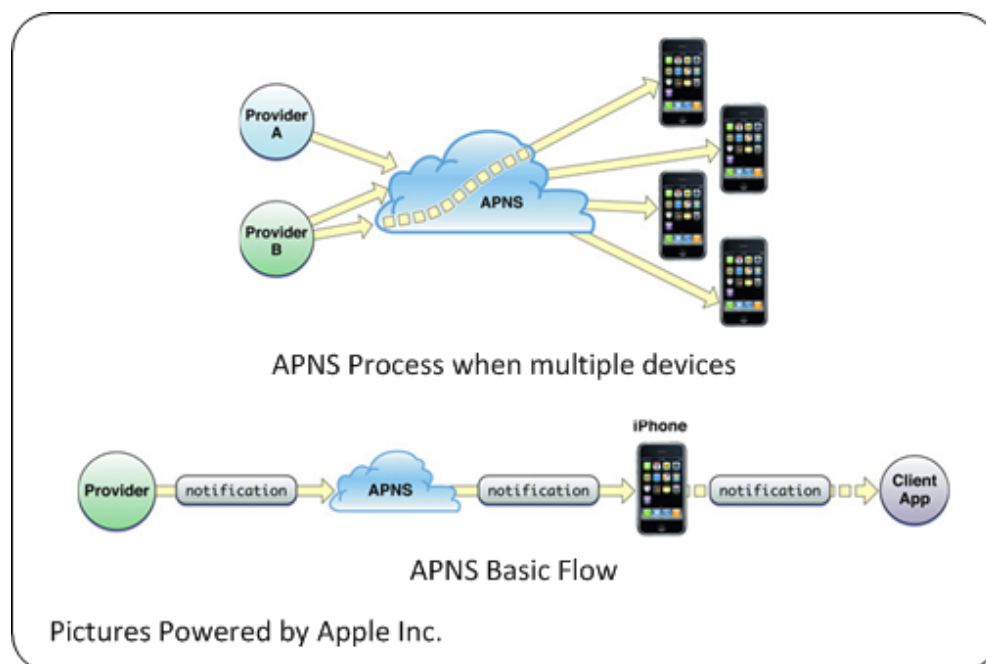 Provider
A
Provider
B
APNS
APNS Process when multiple devices
iPhone
Provider
notification
APNS
notification
notification
Client
App
APNS Basic Flow
Pictures Powered by Apple Inc.